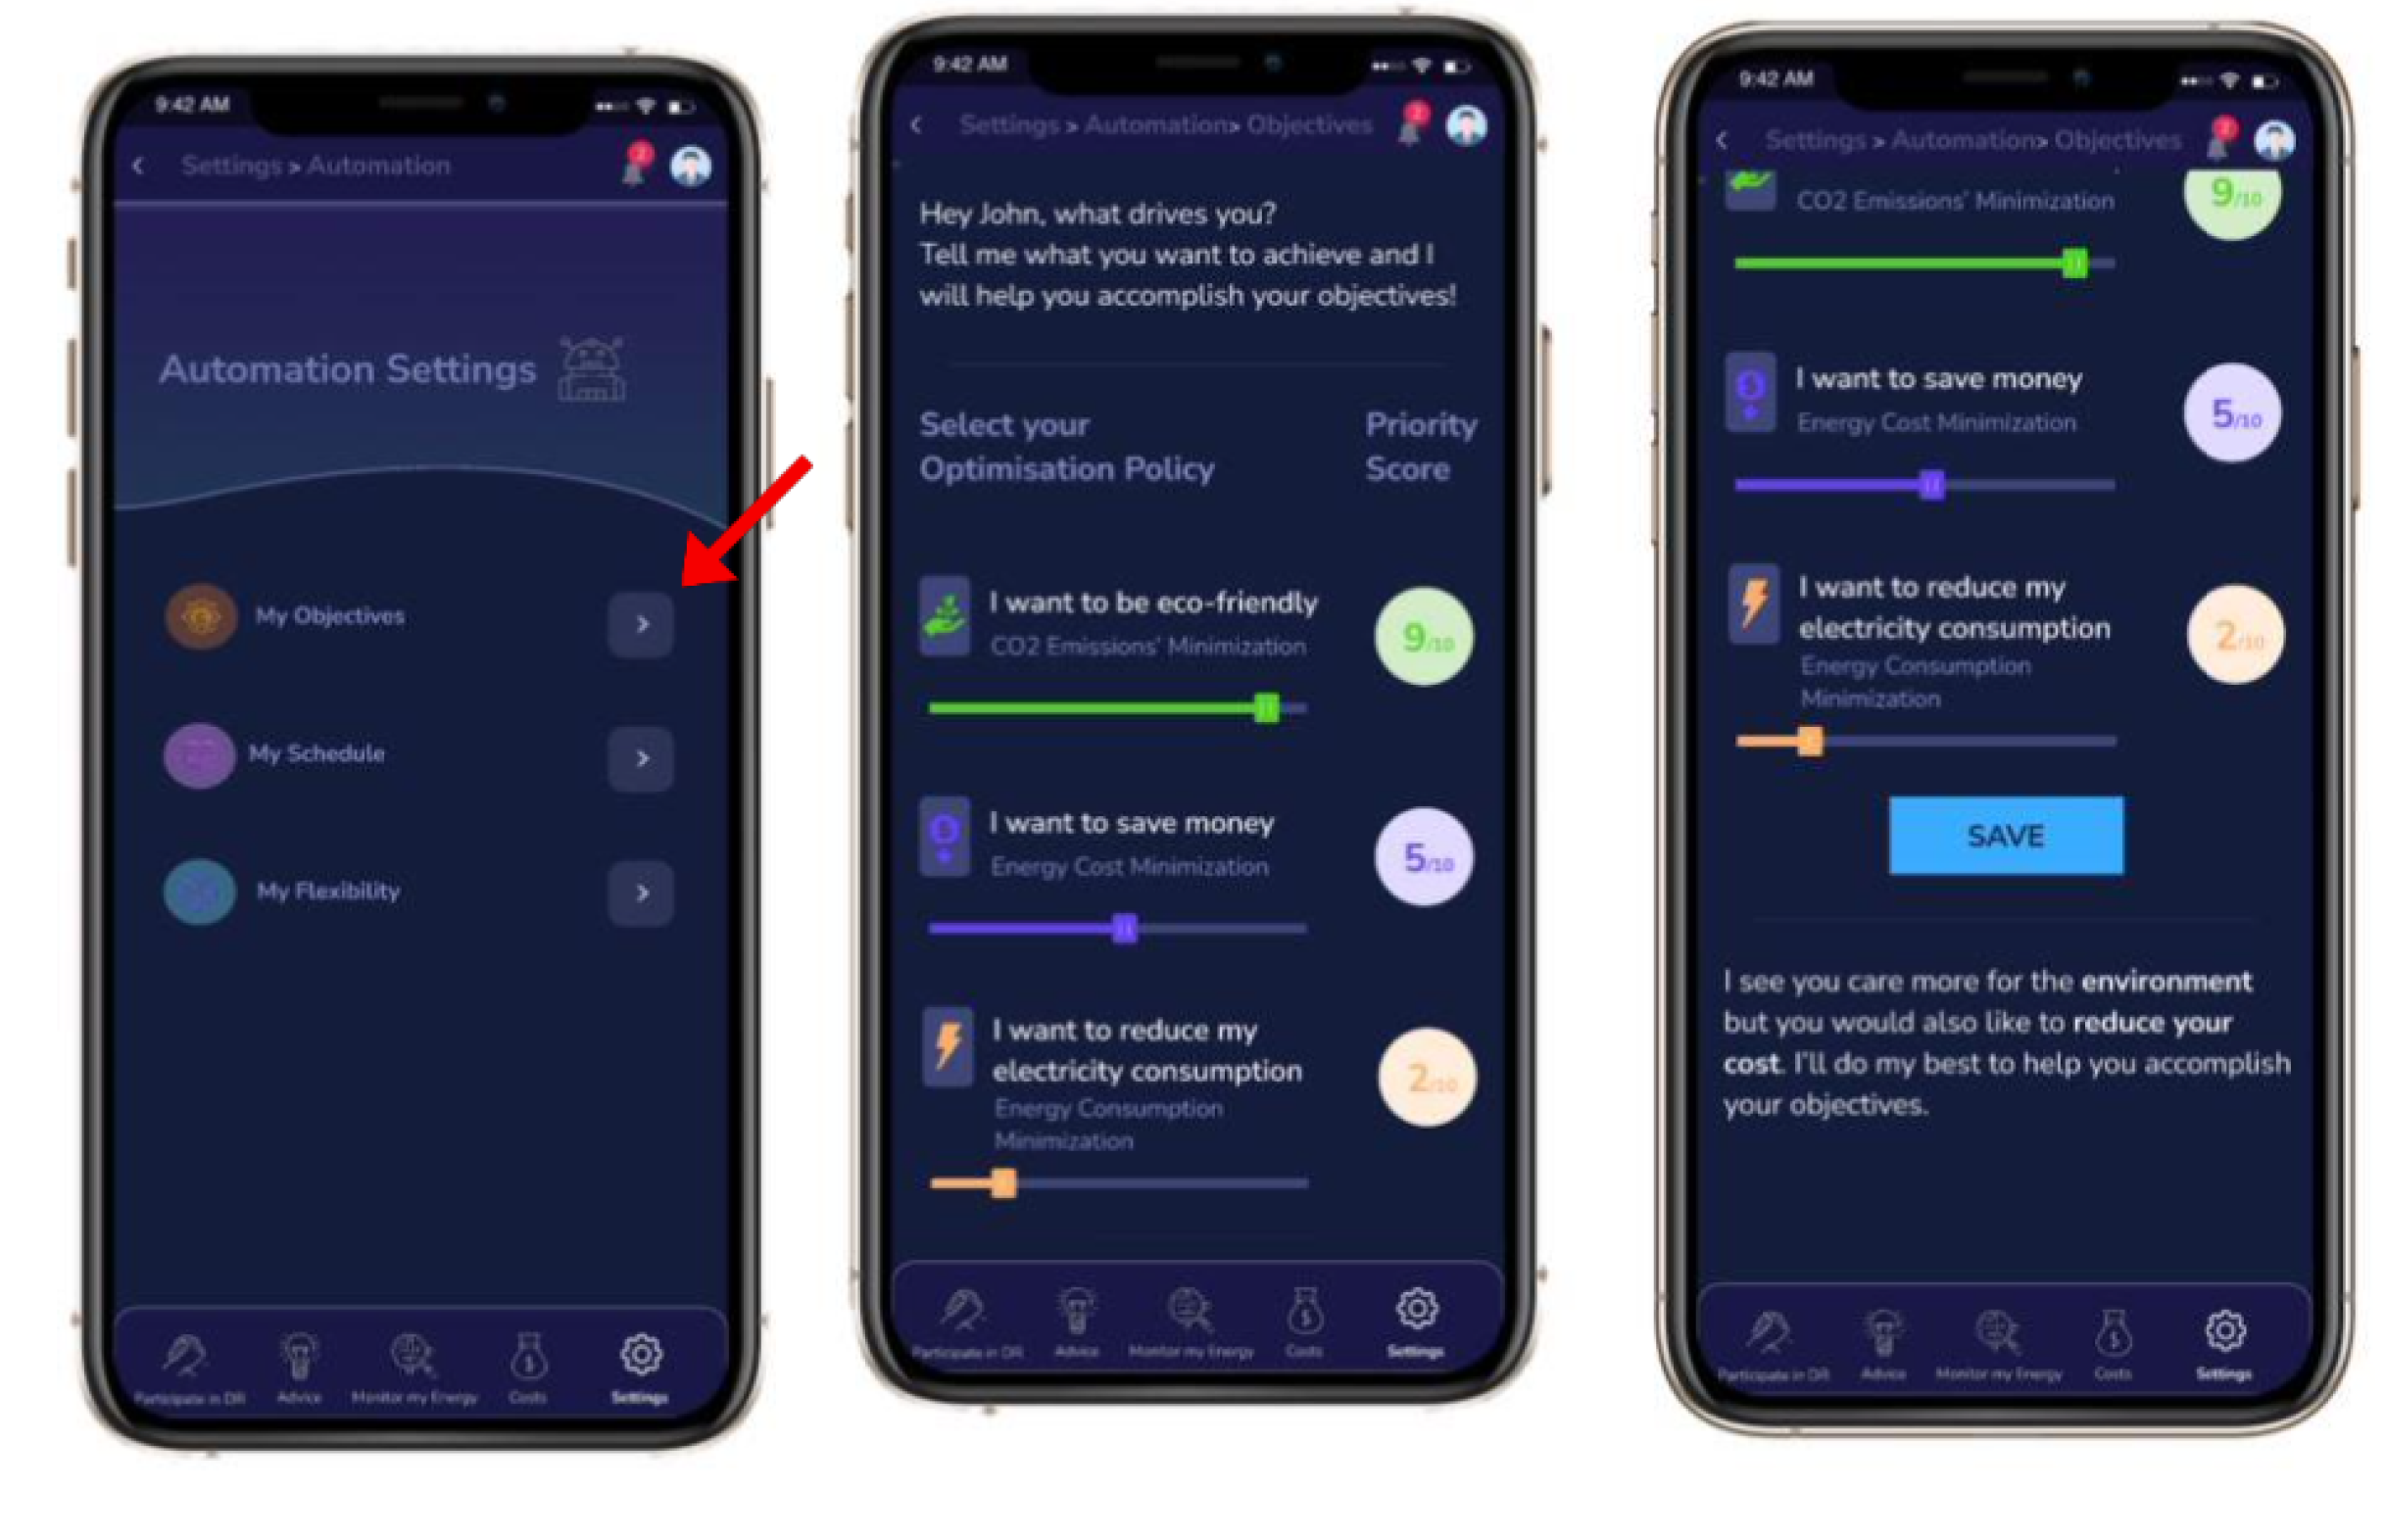 9:42 AM
Settings > Automation
2
Automation Settings
My Objectives
My Schedule
My Flexibility
Participate in DR
Advice
Monitor my Energy
Costs
Settings
9:42 AM
Settings > Automation> Objectives
2
Hey John, what drives you?
Tell me what you want to achieve and I
will help you accomplish your objectives!
Select your
Optimisation Policy
Priority
Score
I want to be eco-friendly
CO2 Emissions' Minimization
9/10
I want to save money
Energy Cost Minimization
5/10
I want to reduce my
electricity consumption
Energy Consumption
Minimization
2/10
Participate in DR
Advice
Monitor my Energy
Costs
Settings
9:42 AM
Settings > Automation> Objectives
2
CO2 Emissions' Minimization
9/10
I want to save money
Energy Cost Minimization
5/10
I want to reduce my
electricity consumption
Energy Consumption
Minimization
2/10
SAVE
I see you care more for the environment
but you would also like to reduce your
cost. I'll do my best to help you accomplish
your objectives.
Participate in DR
Advice
Monitor my Energy
Costs
Settings